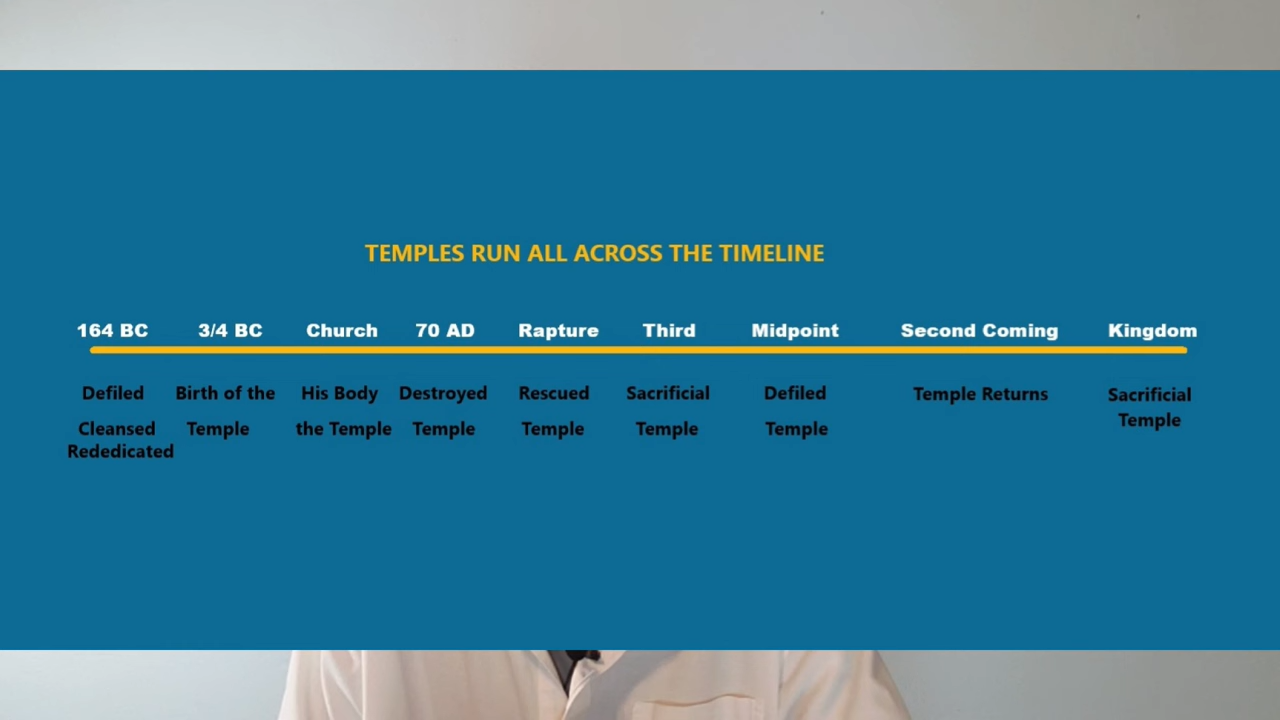 TEMPLES RUN ALL ACROSS THE TIMELINE
164 BC 3/4 BC Church 70 AD Rapture Third Midpoint Second Coming Kingdom
Defiled Birth of the His Body Destroyed Rescued Sacrificial Defiled Temple Returns Sacrificial
Cleansed Temple the Temple Temple Temple Temple Temple Temple
Rededicated